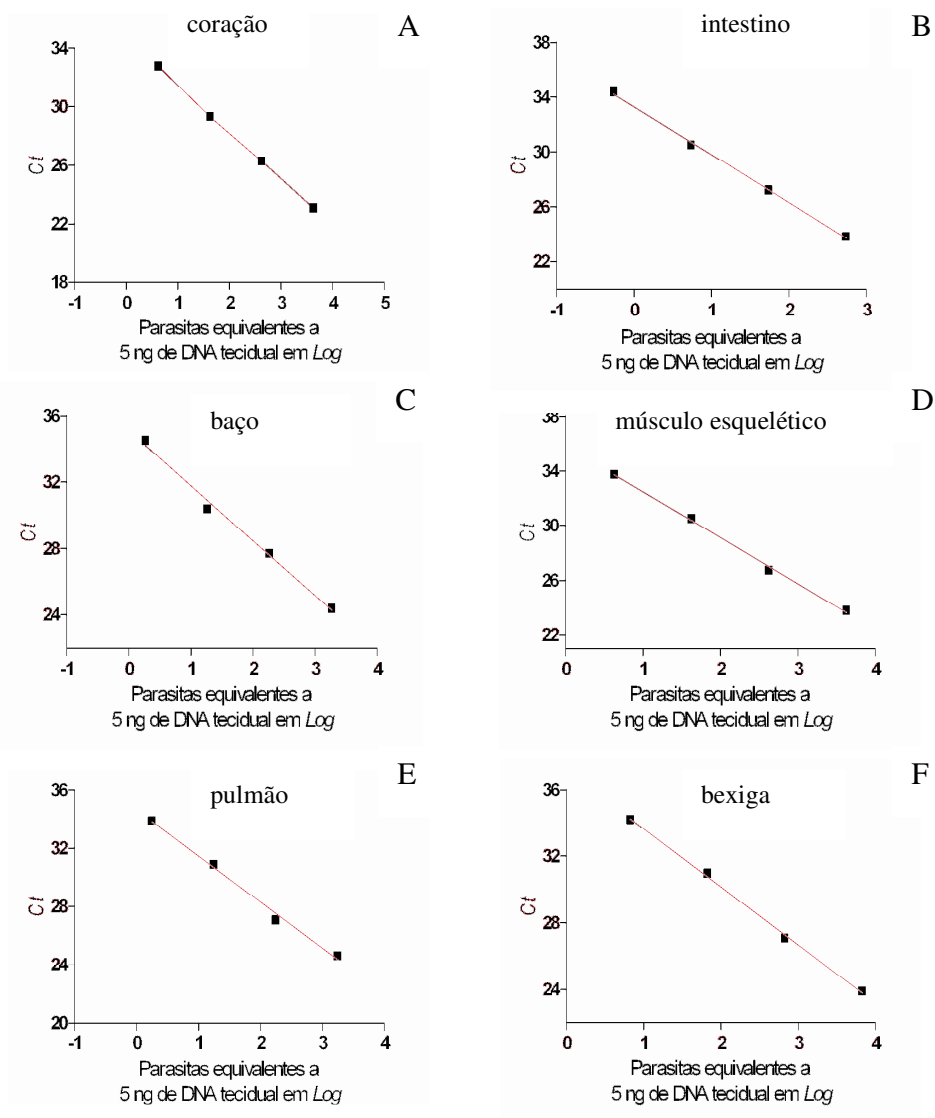 coração
A
34
30
26
22
18
Ct
-1 0 1 2 3 4 5
Parasitas equivalentes a
5 ng de DNA tecidual em Log
intestino
B
38
34
30
26
22
Ct
-1 0 1 2 3
Parasitas equivalentes a
5 ng de DNA tecidual em Log
baço
C
36
32
28
24
Ct
-1 0 1 2 3 4
Parasitas equivalentes a
5 ng de DNA tecidual em Log
músculo esquelético
D
38
34
30
26
22
Ct
0 1 2 3 4
Parasitas equivalentes a
5 ng de DNA tecidual em Log
pulmão
E
36
32
28
24
20
Ct
-1 0 1 2 3 4
Parasitas equivalentes a
5 ng de DNA tecidual em Log
bexiga
F
36
32
28
24
Ct
0 1 2 3 4
Parasitas equivalentes a
5 ng de DNA tecidual em Log